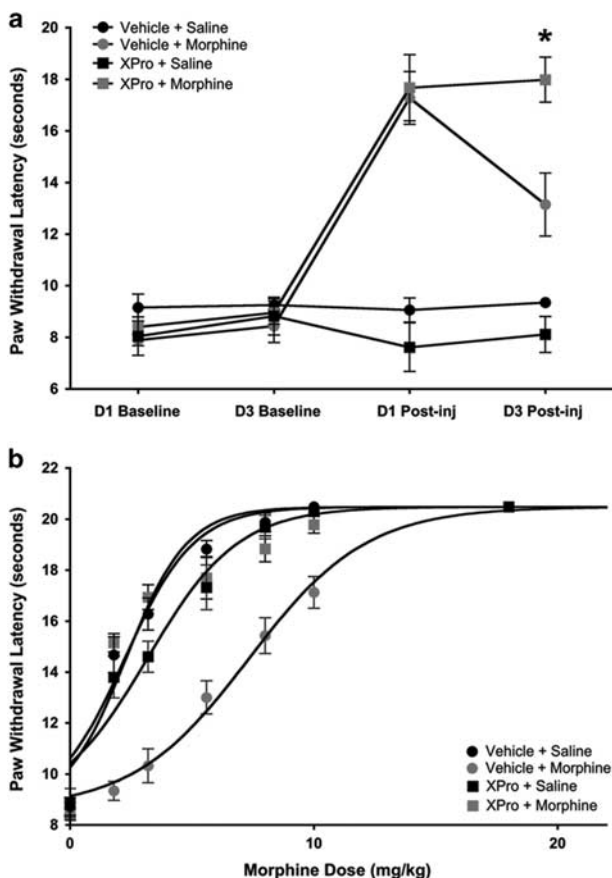 a
Vehicle + Saline
Vehicle + Morphine
XPro + Saline
XPro + Morphine
*
Paw Withdrawal Latency (seconds)
20
18
16
14
12
10
8
6
D1 Baseline D3 Baseline D1 Post-inj D3 Post-inj
b
Paw Withdrawal Latency (seconds)
22
20
18
16
14
12
10
8
Vehicle + Saline
Vehicle + Morphine
XPro + Saline
XPro + Morphine
0 10 20
Morphine Dose (mg/kg)